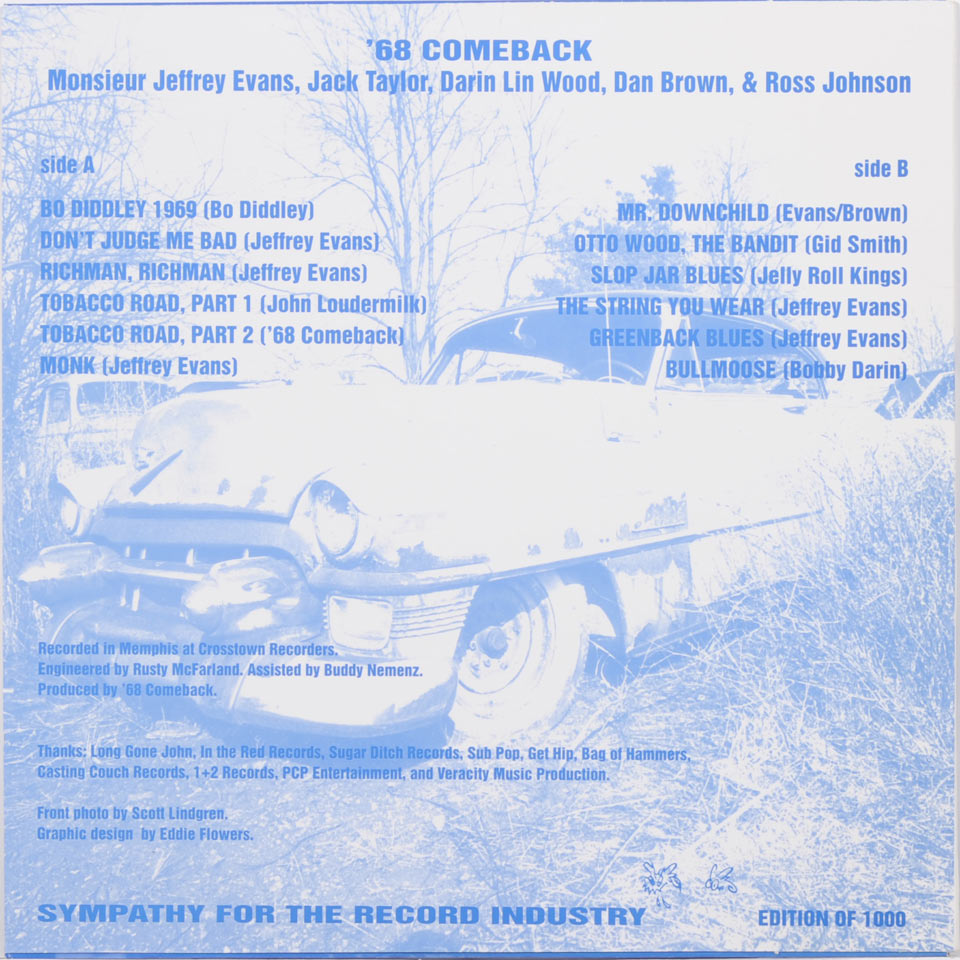 '68 COMEBACK
Monsieur Jeffrey Evans, Jack Taylor, Darin Lin Wood, Dan Brown, & Ross Johnson
side A
BO DIDDLEY 1969 (Bo Diddley)
DON'T JUDGE ME BAD (Jeffrey Evans)
RICHMAN, RICHMAN (Jeffrey Evans)
TOBACCO ROAD, PART 1 (John Loudermilk)
TOBACCO ROAD, PART 2 ('68 Comeback)
MONK (Jeffrey Evans)
side B
MR. DOWNCHILD (Evans/Brown)
OTTO WOOD, THE BANDIT (Gid Smith)
SLOP JAR BLUES (Jelly Roll Kings)
THE STRING YOU WEAR (Jeffrey Evans)
GREENBACK BLUES (Jeffrey Evans)
BULLMOOSE (Bobby Darin)
Recorded in Memphis at Crosstown Recorders.
Engineered by Rusty McFarland. Assisted by Buddy Nemenz.
Produced by '68 Comeback.
Thanks: Long Gone John, In the Red Records, Sugar Ditch Records, Sub Pop, Get Hip, Bag of Hammers,
Casting Couch Records, 1+2 Records, PCP Entertainment, and Veracity Music Production.
Front photo by Scott Lindgren.
Graphic design by Eddie Flowers.
SYMPATHY FOR THE RECORD INDUSTRY
EDITION OF 1000